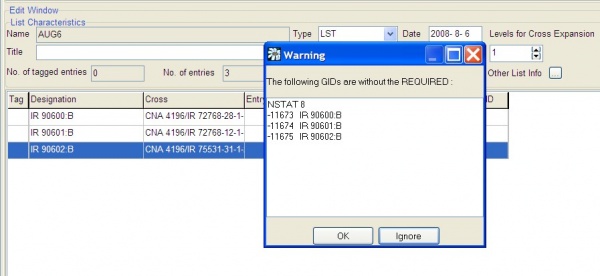 Edit Window
List Characteristics
Name AUG6 Type LST Date 2008- 8- 6 Levels for Cross Expansion
Title 1
No. of tagged entries 0 No. of entries 3 Other List Info
Tag Designation Cross Entry ID
IR 90600:B CNA 4196/IR 72768-28-1-
IR 90601:B CNA 4196/IR 72768-12-1-
IR 90602:B CNA 4196/IR 75531-31-1-
Warning
The following GIDs are without the REQUIRED :
NSTAT 8
-11673 IR 90600:B
-11674 IR 90601:B
-11675 IR 90602:B
OK Ignore